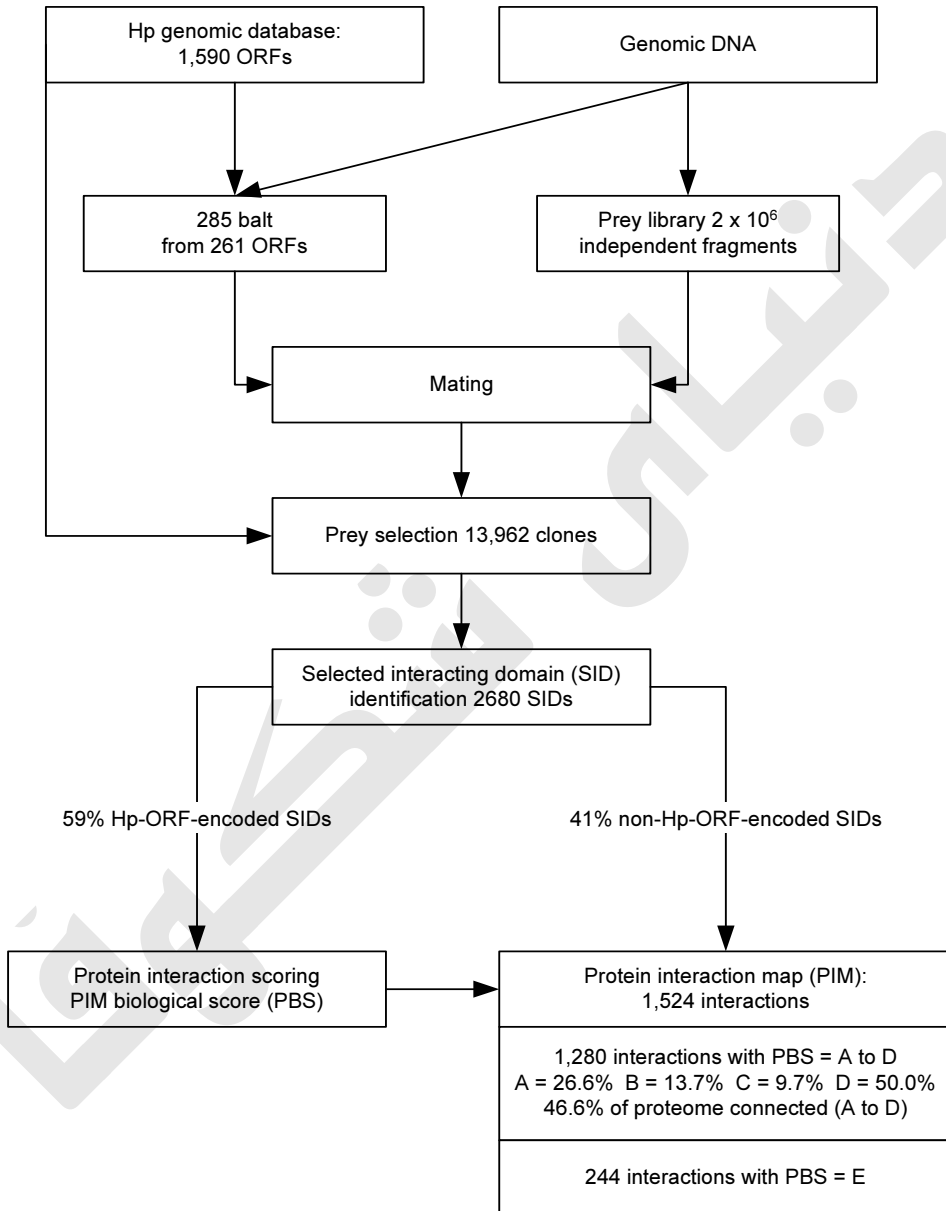 Hp genomic database:
1,590 ORFs
Genomic DNA
285 balt
from 261 ORFs
Prey library 2 x 10⁶
independent fragments
Mating
Prey selection 13,962 clones
Selected interacting domain (SID)
identification 2680 SIDs
59% Hp-ORF-encoded SIDs
41% non-Hp-ORF-encoded SIDs
Protein interaction scoring
PIM biological score (PBS)
Protein interaction map (PIM):
1,524 interactions
1,280 interactions with PBS = A to D
A = 26.6% B = 13.7% C = 9.7% D = 50.0%
46.6% of proteome connected (A to D)
244 interactions with PBS = E
دنیای شکوفا